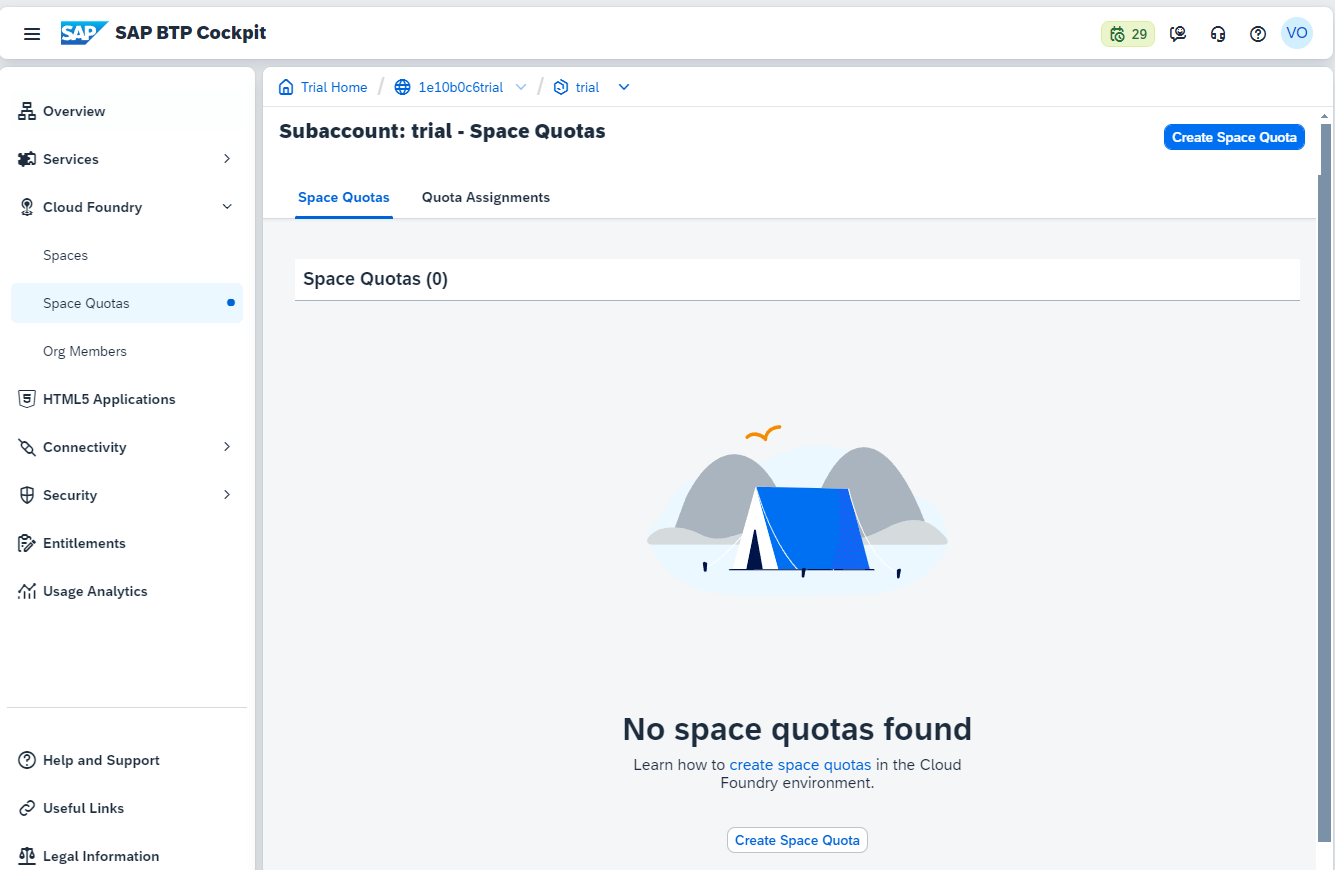 SAP SAP BTP Cockpit
29
VO
Overview
Services
Cloud Foundry
Spaces
Space Quotas
Org Members
HTML5 Applications
Connectivity
Security
Entitlements
Usage Analytics
Help and Support
Useful Links
Legal Information
Trial Home / 1e10b0c6trial / trial
Subaccount: trial - Space Quotas
Create Space Quota
Space Quotas
Quota Assignments
Space Quotas (0)
No space quotas found
Learn how to create space quotas in the Cloud
Foundry environment.
Create Space Quota